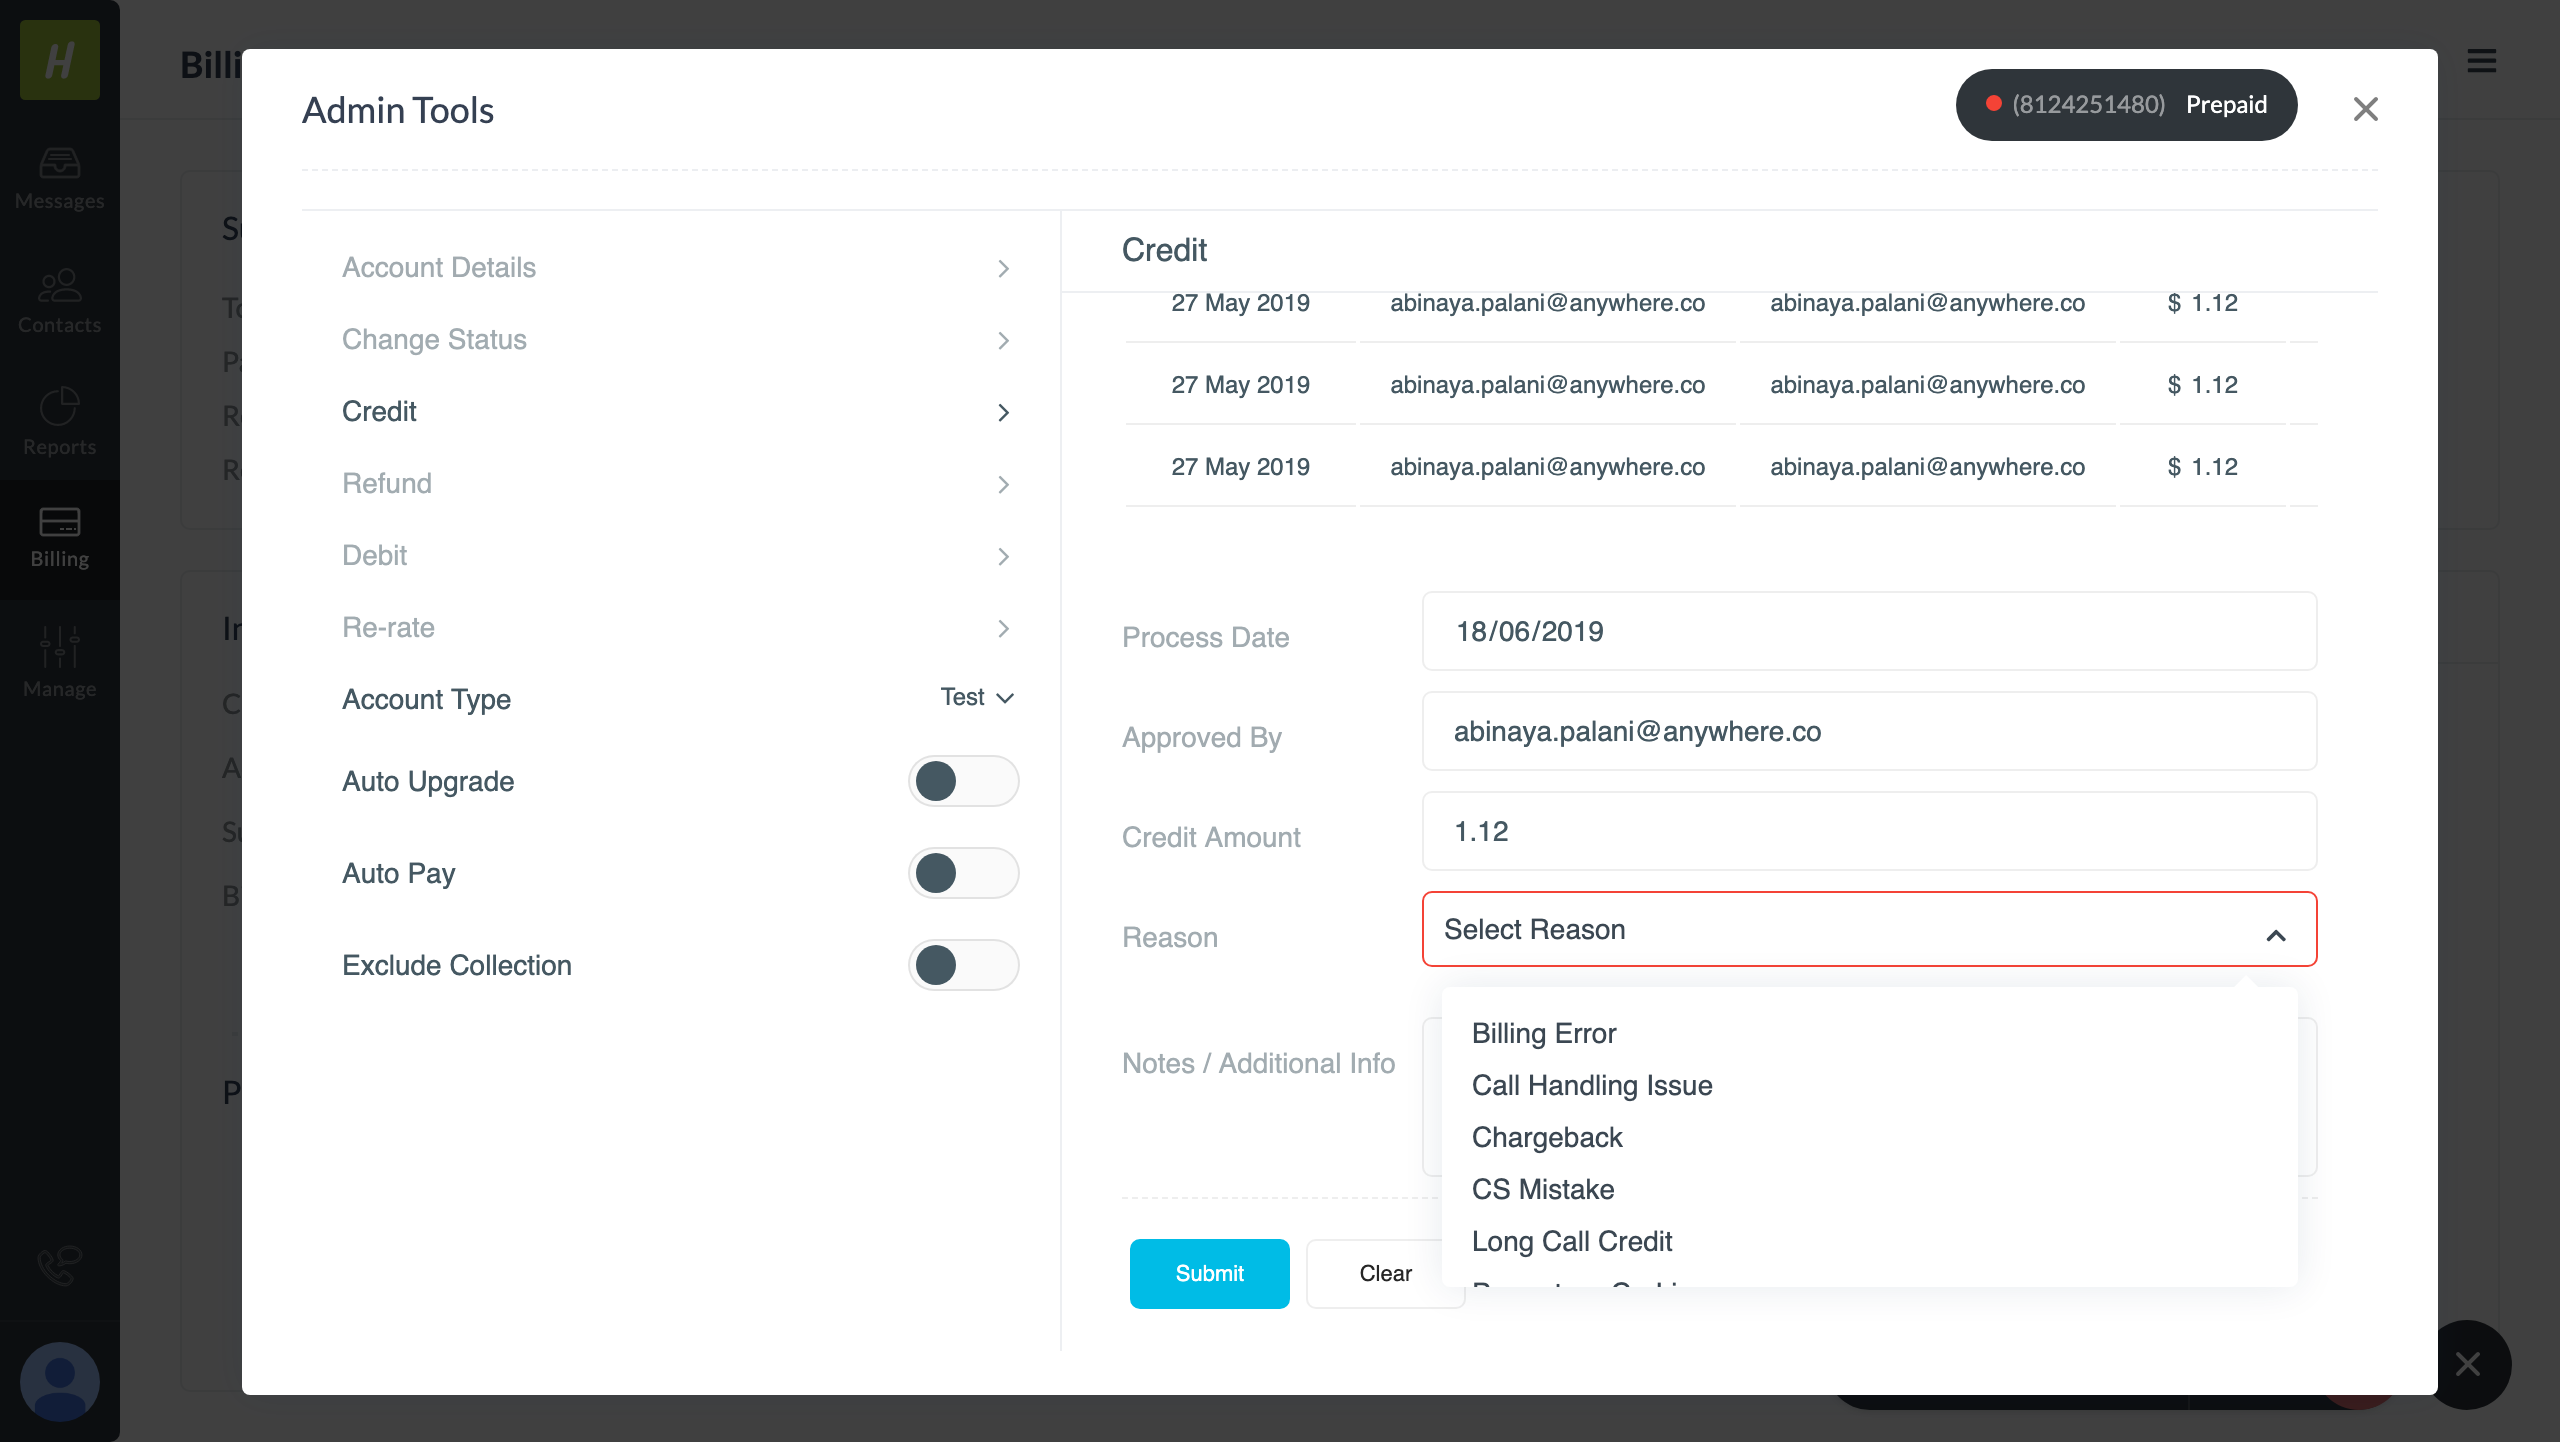 H
Messages
Contacts
Reports
Billing
Manage
Admin Tools
(8124251480) Prepaid
Account Details
Change Status
Credit
Refund
Debit
Re-rate
Account Type
Test
Auto Upgrade
Auto Pay
Exclude Collection
Credit
27 May 2019 abinaya.palani@anywhere.co abinaya.palani@anywhere.co $ 1.12
27 May 2019 abinaya.palani@anywhere.co abinaya.palani@anywhere.co $ 1.12
27 May 2019 abinaya.palani@anywhere.co abinaya.palani@anywhere.co $ 1.12
Process Date
18/06/2019
Approved By
abinaya.palani@anywhere.co
Credit Amount
1.12
Reason
Select Reason
Billing Error
Call Handling Issue
Chargeback
CS Mistake
Long Call Credit
Notes / Additional Info
Submit
Clear